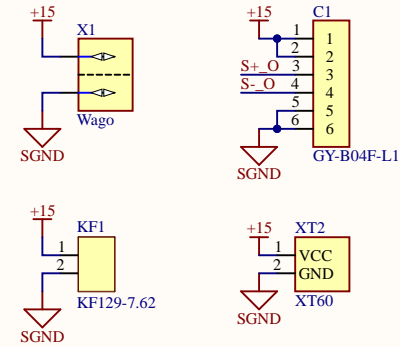 +15 X1
Wago
SGND
+15 C1
1 1
2 2
S+_O 3 3
S-_O 4 4
5 5
6 6
SGND
GY-B04F-L1
+15 KF1
1
2
KF129-7.62
SGND
+15 XT2
1 VCC
2 GND
XT60
SGND